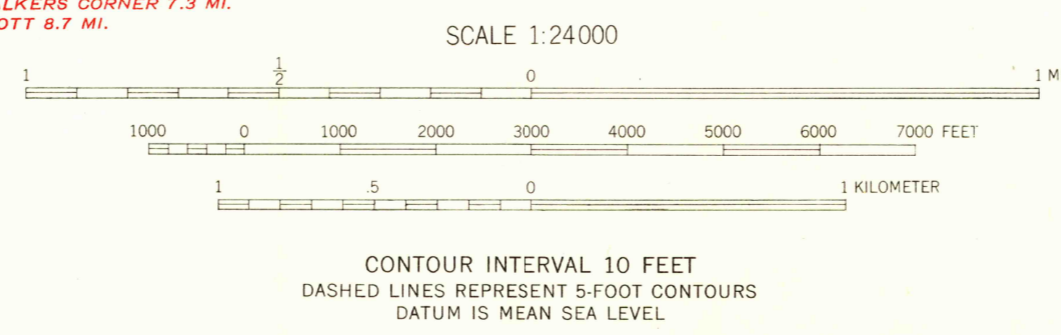 CORNER 7.3 MI.
8.7 MI.
SCALE 1:24000
1 1/2 0 1
1000 0 1000 2000 3000 4000 5000 6000 7000 FEET
1 .5 0 1 KILOMETER
CONTOUR INTERVAL 10 FEET
DASHED LINES REPRESENT 5-FOOT CONTOURS
DATUM IS MEAN SEA LEVEL